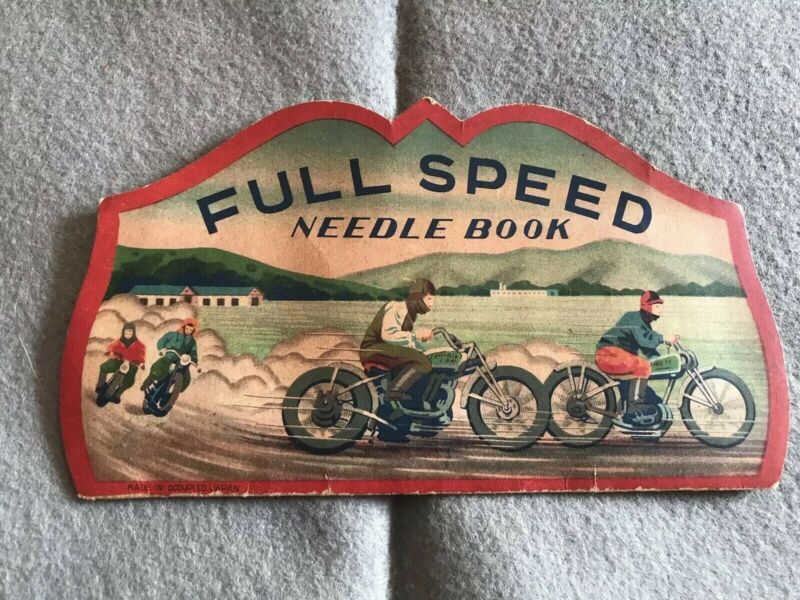 FULL SPEED
NEEDLE BOOK
MADE IN OCCUPIED JAPAN